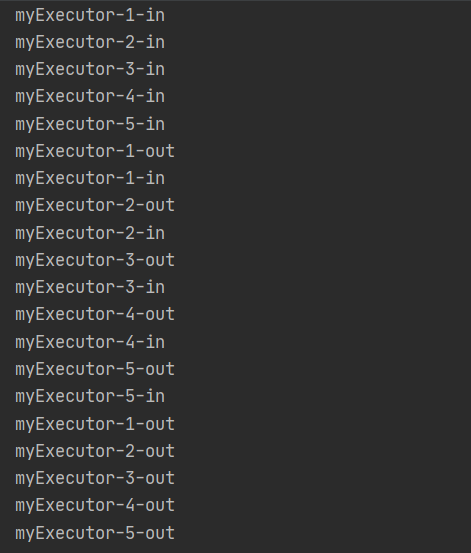 myExecutor-1-in
myExecutor-2-in
myExecutor-3-in
myExecutor-4-in
myExecutor-5-in
myExecutor-1-out
myExecutor-1-in
myExecutor-2-out
myExecutor-2-in
myExecutor-3-out
myExecutor-3-in
myExecutor-4-out
myExecutor-4-in
myExecutor-5-out
myExecutor-5-in
myExecutor-1-out
myExecutor-2-out
myExecutor-3-out
myExecutor-4-out
myExecutor-5-out